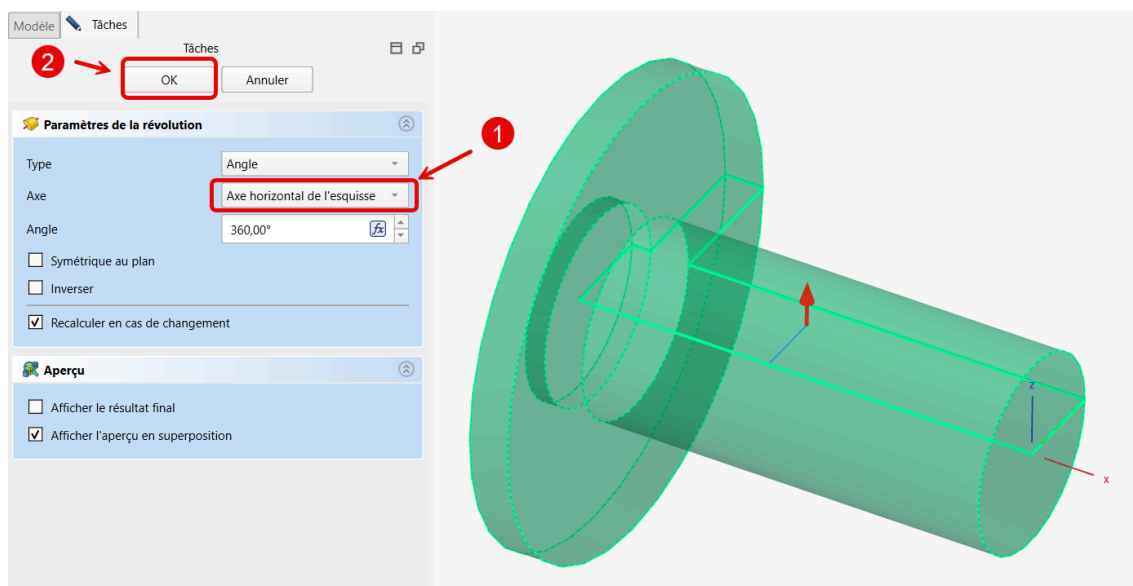 Modèle Tâches
Tâches
2
OK Annuler
Paramètres de la révolution
1
Type Angle
Axe Axe horizontal de l'esquisse
Angle 360,00° fx
Symétrique au plan
Inverser
Recalculer en cas de changement
Aperçu
Afficher le résultat final
Afficher l'aperçu en superposition
z
x